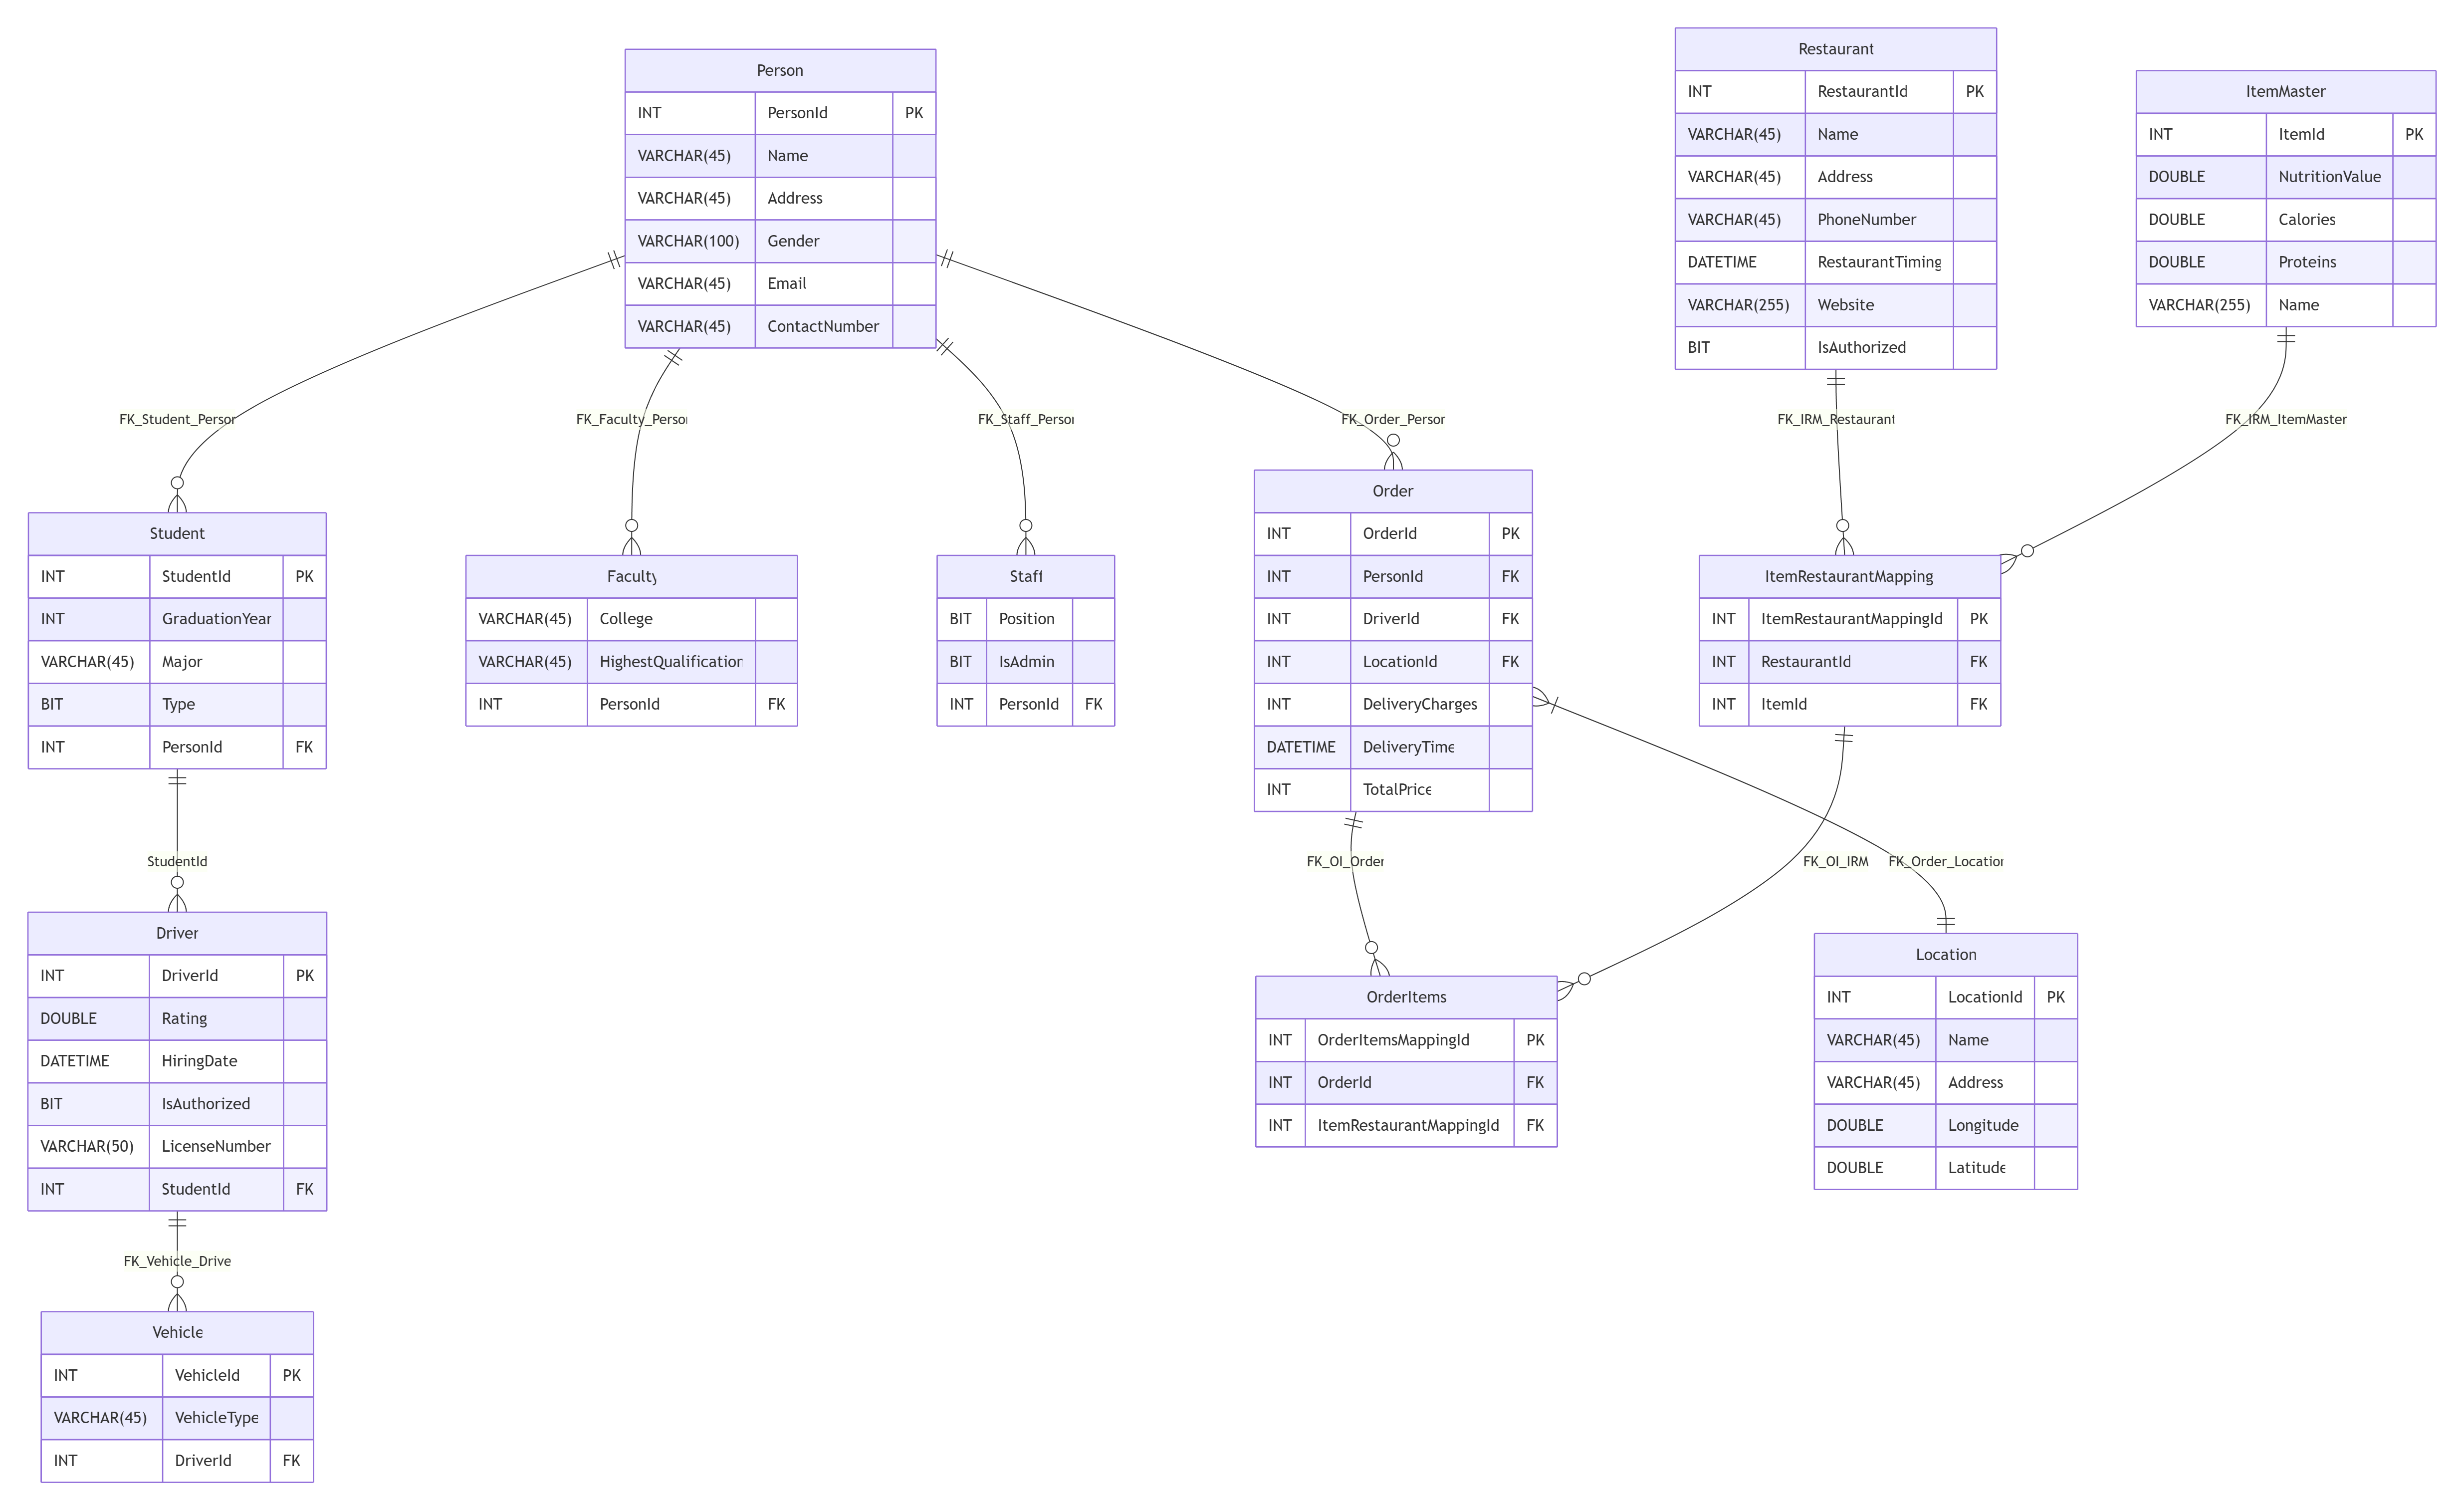 Person
INT PersonId PK
VARCHAR(45) Name
VARCHAR(45) Address
VARCHAR(100) Gender
VARCHAR(45) Email
VARCHAR(45) ContactNumber
Restaurant
INT RestaurantId PK
VARCHAR(45) Name
VARCHAR(45) Address
VARCHAR(45) PhoneNumber
DATETIME RestaurantTiming
VARCHAR(255) Website
BIT IsAuthorized
ItemMaster
INT ItemId PK
DOUBLE NutritionValue
DOUBLE Calories
DOUBLE Proteins
VARCHAR(255) Name
FK_Student_Person
FK_Faculty_Person
FK_Staff_Person
FK_Order_Person
FK_IRM_Restaurant
FK_IRM_ItemMaster
Student
INT StudentId PK
INT GraduationYear
VARCHAR(45) Major
BIT Type
INT PersonId FK
Faculty
VARCHAR(45) College
VARCHAR(45) HighestQualification
INT PersonId FK
Staff
BIT Position
BIT IsAdmin
INT PersonId FK
Order
INT OrderId PK
INT PersonId FK
INT DriverId FK
INT LocationId FK
INT DeliveryCharges
DATETIME DeliveryTime
INT TotalPrice
ItemRestaurantMapping
INT ItemRestaurantMappingId PK
INT RestaurantId FK
INT ItemId FK
StudentId
FK_OI_Order
FK_OI_IRM
FK_Order_Location
Driver
INT DriverId PK
DOUBLE Rating
DATETIME HiringDate
BIT IsAuthorized
VARCHAR(50) LicenseNumber
INT StudentId FK
OrderItems
INT OrderItemsMappingId PK
INT OrderId FK
INT ItemRestaurantMappingId FK
Location
INT LocationId PK
VARCHAR(45) Name
VARCHAR(45) Address
DOUBLE Longitude
DOUBLE Latitude
FK_Vehicle_Drive
Vehicle
INT VehicleId PK
VARCHAR(45) VehicleType
INT DriverId FK